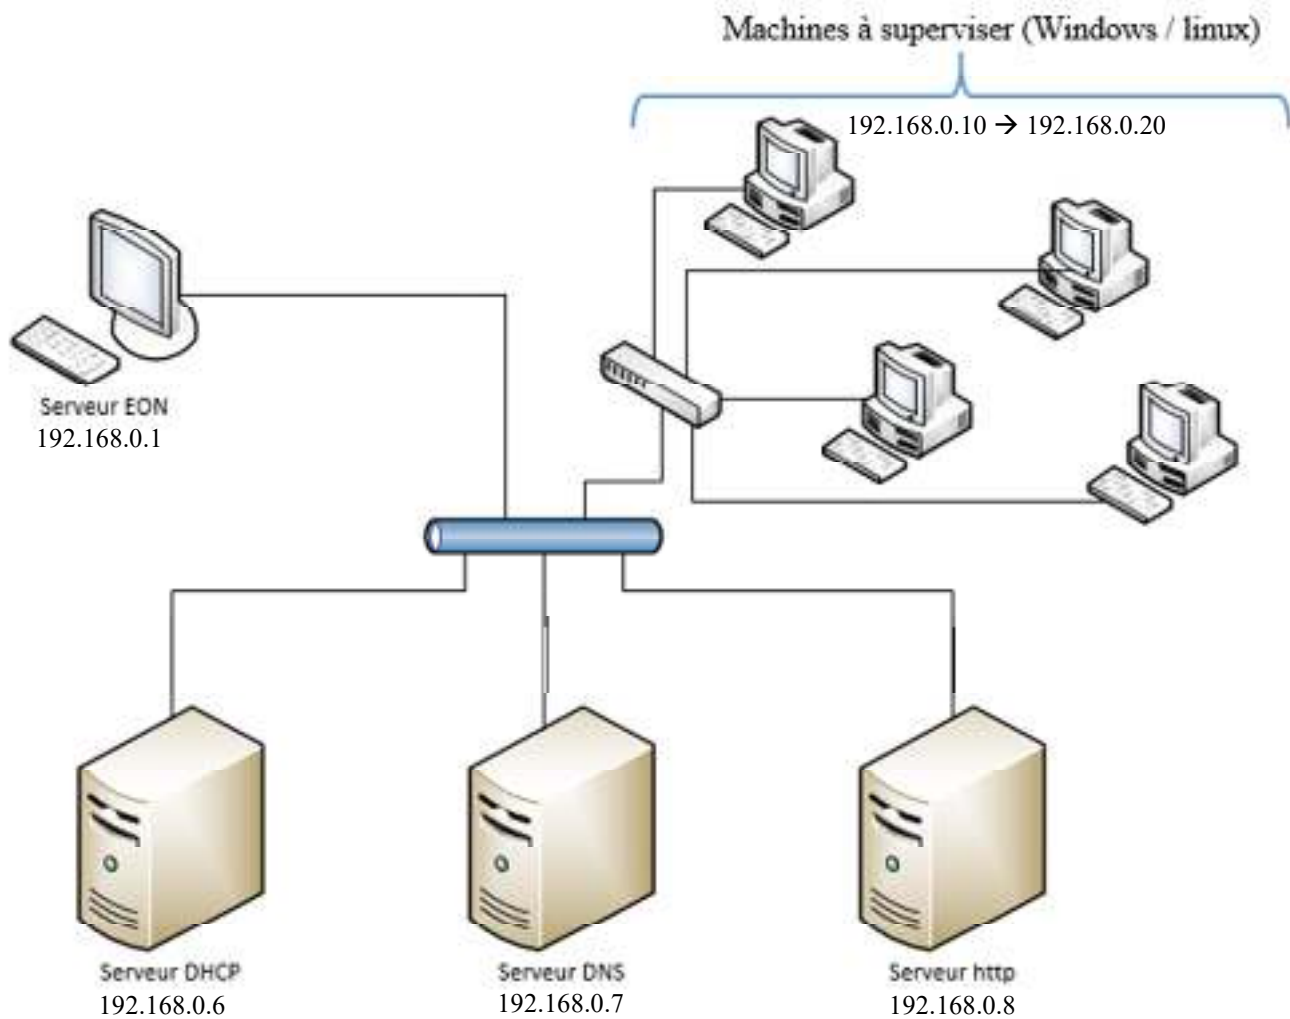 Machines à superviser (Windows / linux)
192.168.0.10 → 192.168.0.20
Serveur EON
192.168.0.1
Serveur DHCP
192.168.0.6
Serveur DNS
192.168.0.7
Serveur http
192.168.0.8